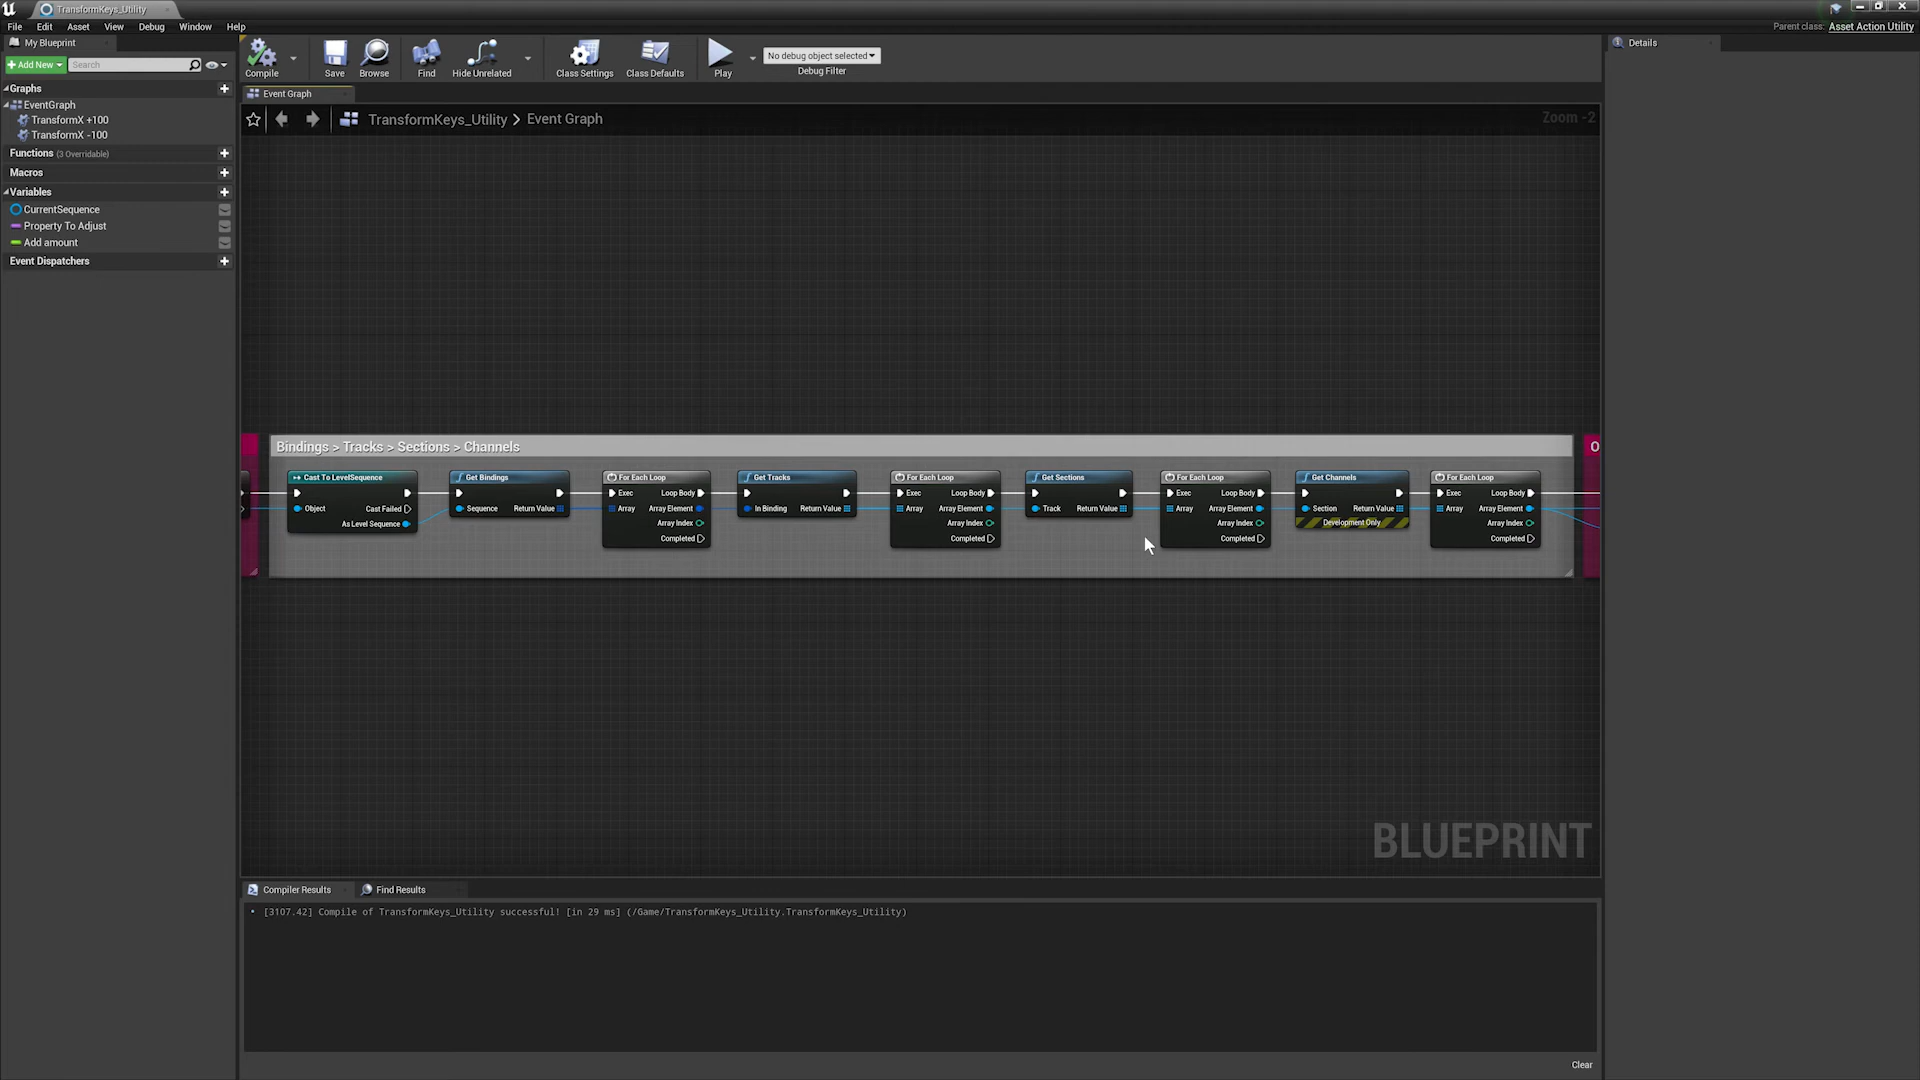 TransformKeys_Utility
File Edit Asset View Debug Window Help
Parent class: Asset Action Utility
My Blueprint
Details
Add New Search
Compile Save Browse Find Hide Unrelated Class Settings Class Defaults Play
No debug object selected
Debug Filter
Graphs
EventGraph
TransformX +100
TransformX -100
Functions (3 Overridable)
Macros
Variables
CurrentSequence
Property To Adjust
Add amount
Event Dispatchers
Event Graph
TransformKeys_Utility > Event Graph
Zoom -2
Bindings > Tracks > Sections > Channels
O
Cast To LevelSequence
Object Cast Failed
As Level Sequence
Get Bindings
Sequence Return Value
For Each Loop
Exec Loop Body
Array Array Element
Array Index
Completed
Get Tracks
In Binding Return Value
For Each Loop
Exec Loop Body
Array Array Element
Array Index
Completed
Get Sections
Track Return Value
For Each Loop
Exec Loop Body
Array Array Element
Array Index
Completed
Get Channels
Section Return Value
Development Only
For Each Loop
Exec Loop Body
Array Array Element
Array Index
Completed
BLUEPRINT
Compiler Results Find Results
[3107.42] Compile of TransformKeys_Utility successful! [in 29 ms] (/Game/TransformKeys_Utility.TransformKeys_Utility)
Clear